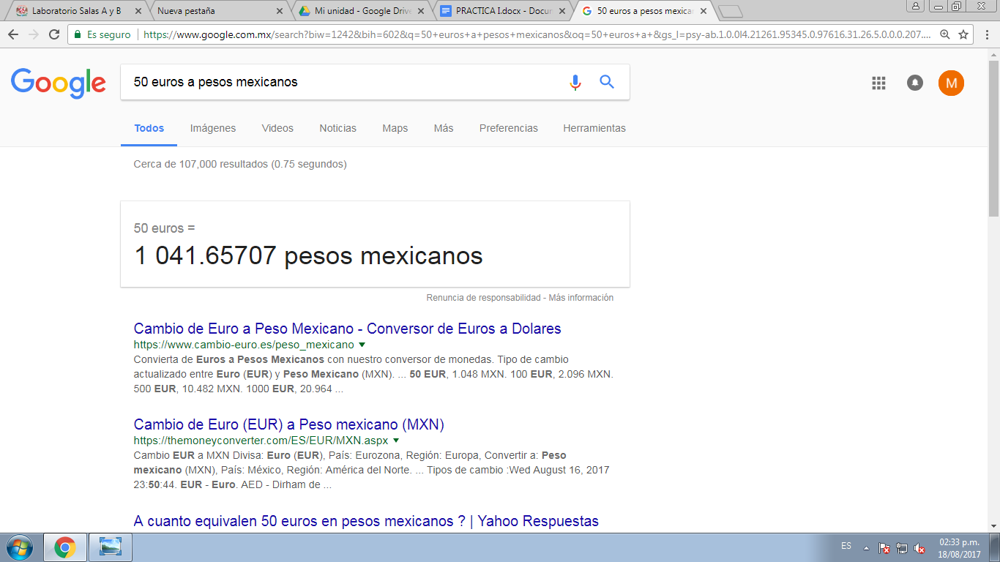 Laboratorio Salas A y B
Nueva pestaña
Mi unidad - Google Drive
PRACTICA I.docx - Docum
50 euros a pesos mexican
Es seguro
https://www.google.com.mx/search?biw=1242&bih=602&q=50+euros+a+pesos+mexicanos&oq=50+euros+a+&gs_l=psy-ab.1.0.0l4.21261.95345.0.97616.31.26.5.0.0.0.207....
Google
50 euros a pesos mexicanos
M
Todos
Imágenes
Videos
Noticias
Maps
Más
Preferencias
Herramientas
Cerca de 107,000 resultados (0.75 segundos)
50 euros =
1 041.65707 pesos mexicanos
Renuncia de responsabilidad - Más información
Cambio de Euro a Peso Mexicano - Conversor de Euros a Dolares
https://www.cambio-euro.es/peso_mexicano
Convierta de Euros a Pesos Mexicanos con nuestro conversor de monedas. Tipo de cambio
actualizado entre Euro (EUR) y Peso Mexicano (MXN). ... 50 EUR, 1.048 MXN. 100 EUR, 2.096 MXN.
500 EUR, 10.482 MXN. 1000 EUR, 20.964 ...
Cambio de Euro (EUR) a Peso mexicano (MXN)
https://themoneyconverter.com/ES/EUR/MXN.aspx
Cambio EUR a MXN Divisa: Euro (EUR), País: Eurozona, Región: Europa, Convertir a: Peso
mexicano (MXN), País: México, Región: América del Norte. ... Tipos de cambio :Wed August 16, 2017
23:50:44. EUR - Euro. AED - Dirham de ...
A cuanto equivalen 50 euros en pesos mexicanos ? | Yahoo Respuestas
ES
02:33 p.m.
18/08/2017